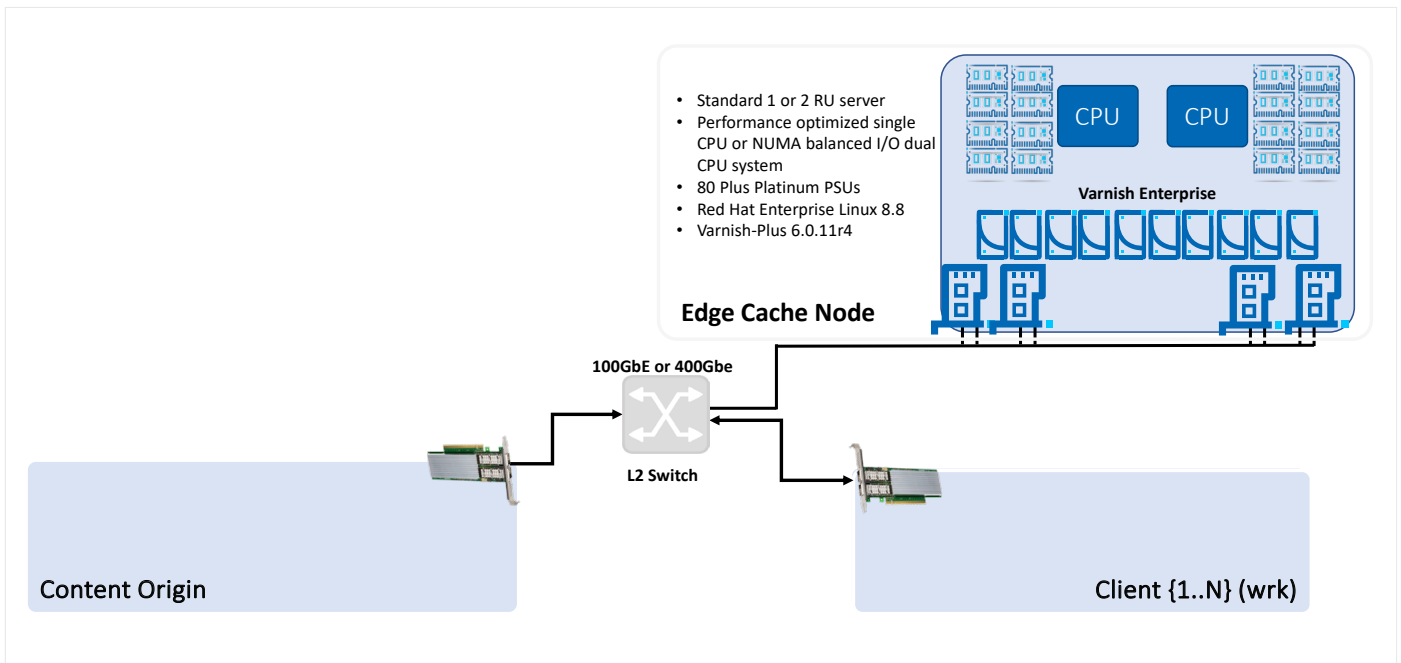 • Standard 1 or 2 RU server
• Performance optimized single
CPU or NUMA balanced I/O dual
CPU system
• 80 Plus Platinum PSUs
• Red Hat Enterprise Linux 8.8
• Varnish-Plus 6.0.11r4
CPU
CPU
Varnish Enterprise
Edge Cache Node
100GbE or 400Gbe
L2 Switch
Content Origin
Client {1..N} (wrk)